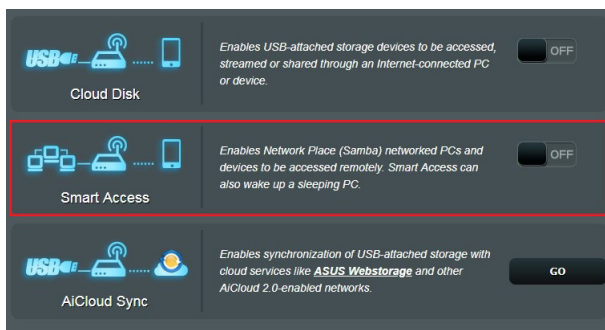 USB
Cloud Disk
Enables USB-attached storage devices to be accessed,
streamed or shared through an Internet-connected PC
or device.
OFF
Smart Access
Enables Network Place (Samba) networked PCs and
devices to be accessed remotely. Smart Access can
also wake up a sleeping PC.
OFF
USB
AiCloud Sync
Enables synchronization of USB-attached storage with
cloud services like ASUS Webstorage and other
AiCloud 2.0-enabled networks.
GO